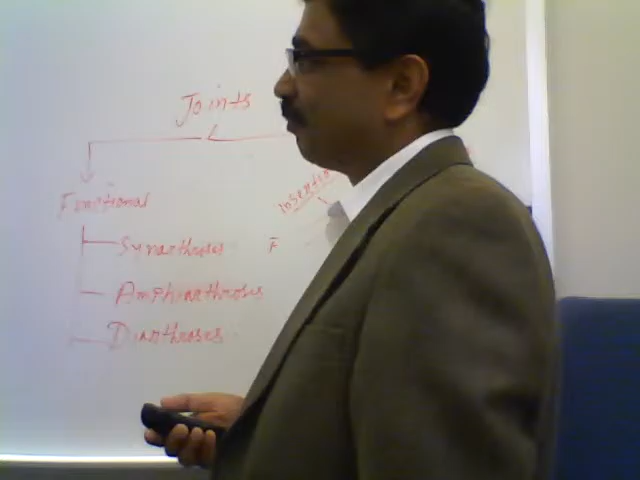 Joints
Functional
Synarthroses
Amphiarthroses
Diarthroses
F